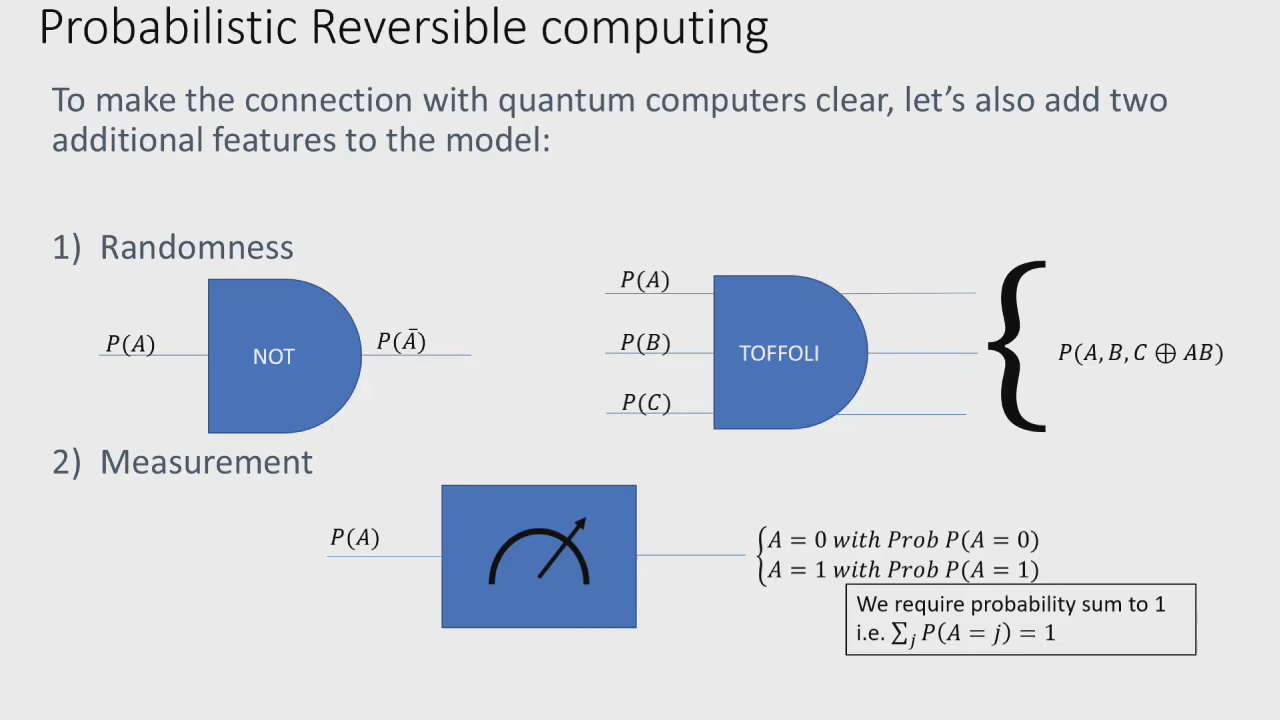 Probabilistic Reversible computing
To make the connection with quantum computers clear, let’s also add two
additional features to the model:
1) Randomness
P(A)
NOT
P(Ā)
P(A)
P(B)
P(C)
TOFFOLI
{
P(A, B, C ⊕ AB)
2) Measurement
P(A)
{A = 0 with Prob P(A = 0)
A = 1 with Prob P(A = 1)
We require probability sum to 1
i.e. ∑ⱼ P(A = j) = 1